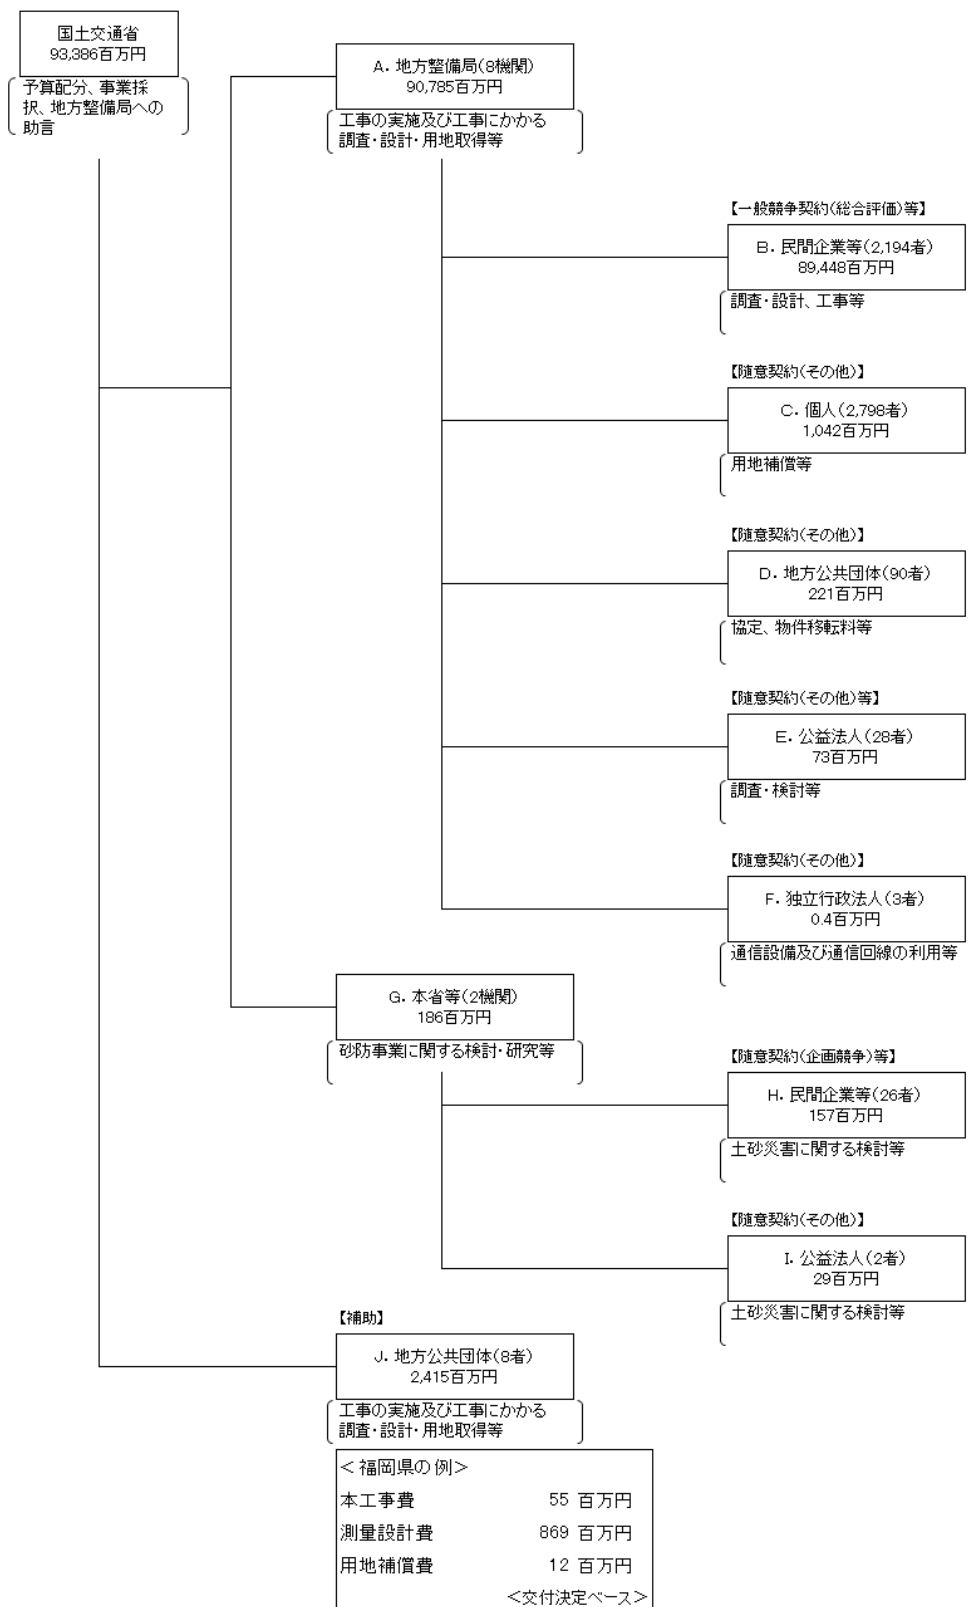 国土交通省
93,386百万円
予算配分、事業採
択、地方整備局への
助言
A．地方整備局(8機関)
90,785百万円
工事の実施及び工事にかかる
調査・設計・用地取得等
【一般競争契約(総合評価)等】
B．民間企業等(2,194者)
89,448百万円
調査・設計、工事等
【随意契約(その他)】
C．個人(2,798者)
1,042百万円
用地補償等
【随意契約(その他)】
D．地方公共団体(90者)
221百万円
協定、物件移転料等
【随意契約(その他)等】
E．公益法人(28者)
73百万円
調査・検討等
【随意契約(その他)】
F．独立行政法人(3者)
0.4百万円
通信設備及び通信回線の利用等
G．本省等(2機関)
186百万円
砂防事業に関する検討・研究等
【随意契約(企画競争)等】
H．民間企業等(26者)
157百万円
土砂災害に関する検討等
【随意契約(その他)】
I．公益法人(2者)
29百万円
土砂災害に関する検討等
【補助】
J．地方公共団体(8者)
2,415百万円
工事の実施及び工事にかかる
調査・設計・用地取得等
＜福岡県の例＞
本工事費 55 百万円
測量設計費 869 百万円
用地補償費 12 百万円
＜交付決定ベース＞